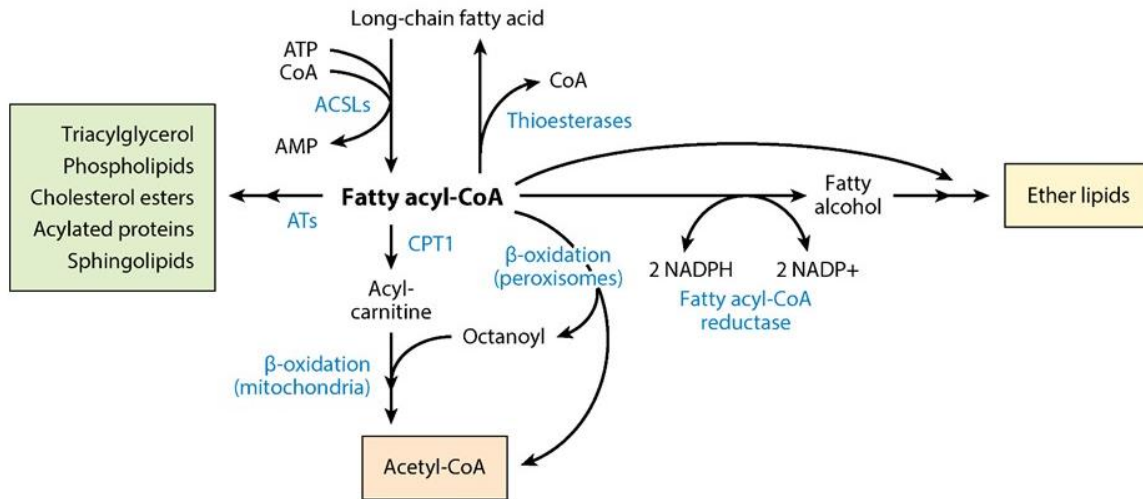 Long-chain fatty acid
ATP
CoA
ACSLs
AMP
CoA
Thioesterases
Triacylglycerol
Phospholipids
Cholesterol esters
Acylated proteins
Sphingolipids
ATs
Fatty acyl-CoA
Fatty
alcohol
Ether lipids
CPT1
β-oxidation
(peroxisomes)
2 NADPH
2 NADP+
Fatty acyl-CoA
reductase
Acyl-
carnitine
Octanoyl
β-oxidation
(mitochondria)
Acetyl-CoA